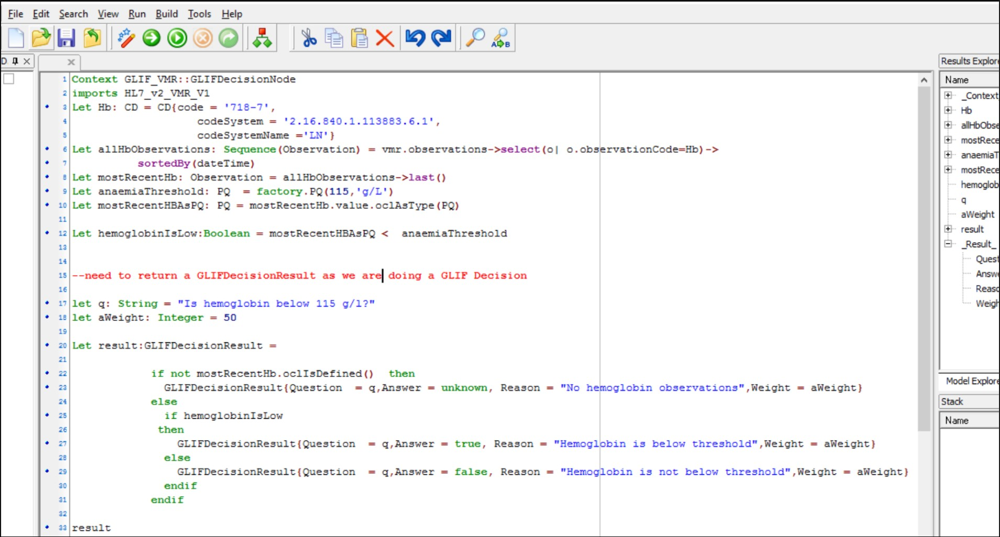 File Edit Search View Run Build Tools Help
A B
D.
Results Explore
Name
_Context
Hb
allHbObse
mostRece
anaemiaT
mostRece
hemoglob
q
aWeight
result
_Result_
Quest
Answe
Reaso
Weigh
Model Explore
Stack
Name
1 Context GLIF_VMR::GLIFDecisionNode
2 imports HL7_v2_VMR_V1
3 Let Hb: CD = CD{code = '718-7',
4 codeSystem = '2.16.840.1.113883.6.1',
5 codeSystemName ='LN'}
6 Let allHbObservations: Sequence(Observation) = vmr.observations->select(o| o.observationCode=Hb)->
7 sortedBy(dateTime)
8 Let mostRecentHb: Observation = allHbObservations->last()
9 Let anaemiaThreshold: PQ = factory.PQ(115,'g/L')
10 Let mostRecentHBAsPQ: PQ = mostRecentHb.value.oclAsType(PQ)
11
12 Let hemoglobinIsLow:Boolean = mostRecentHBAsPQ < anaemiaThreshold
13
14
15 --need to return a GLIFDecisionResult as we are doing a GLIF Decision
16
17 let q: String = "Is hemoglobin below 115 g/l?"
18 let aWeight: Integer = 50
19
20 Let result:GLIFDecisionResult =
21
22 if not mostRecentHb.oclIsDefined() then
23 GLIFDecisionResult{Question = q,Answer = unknown, Reason = "No hemoglobin observations",Weight = aWeight}
24 else
25 if hemoglobinIsLow
26 then
27 GLIFDecisionResult{Question = q,Answer = true, Reason = "Hemoglobin is below threshold",Weight = aWeight}
28 else
29 GLIFDecisionResult{Question = q,Answer = false, Reason = "Hemoglobin is not below threshold",Weight = aWeight}
30 endif
31 endif
32
33 result